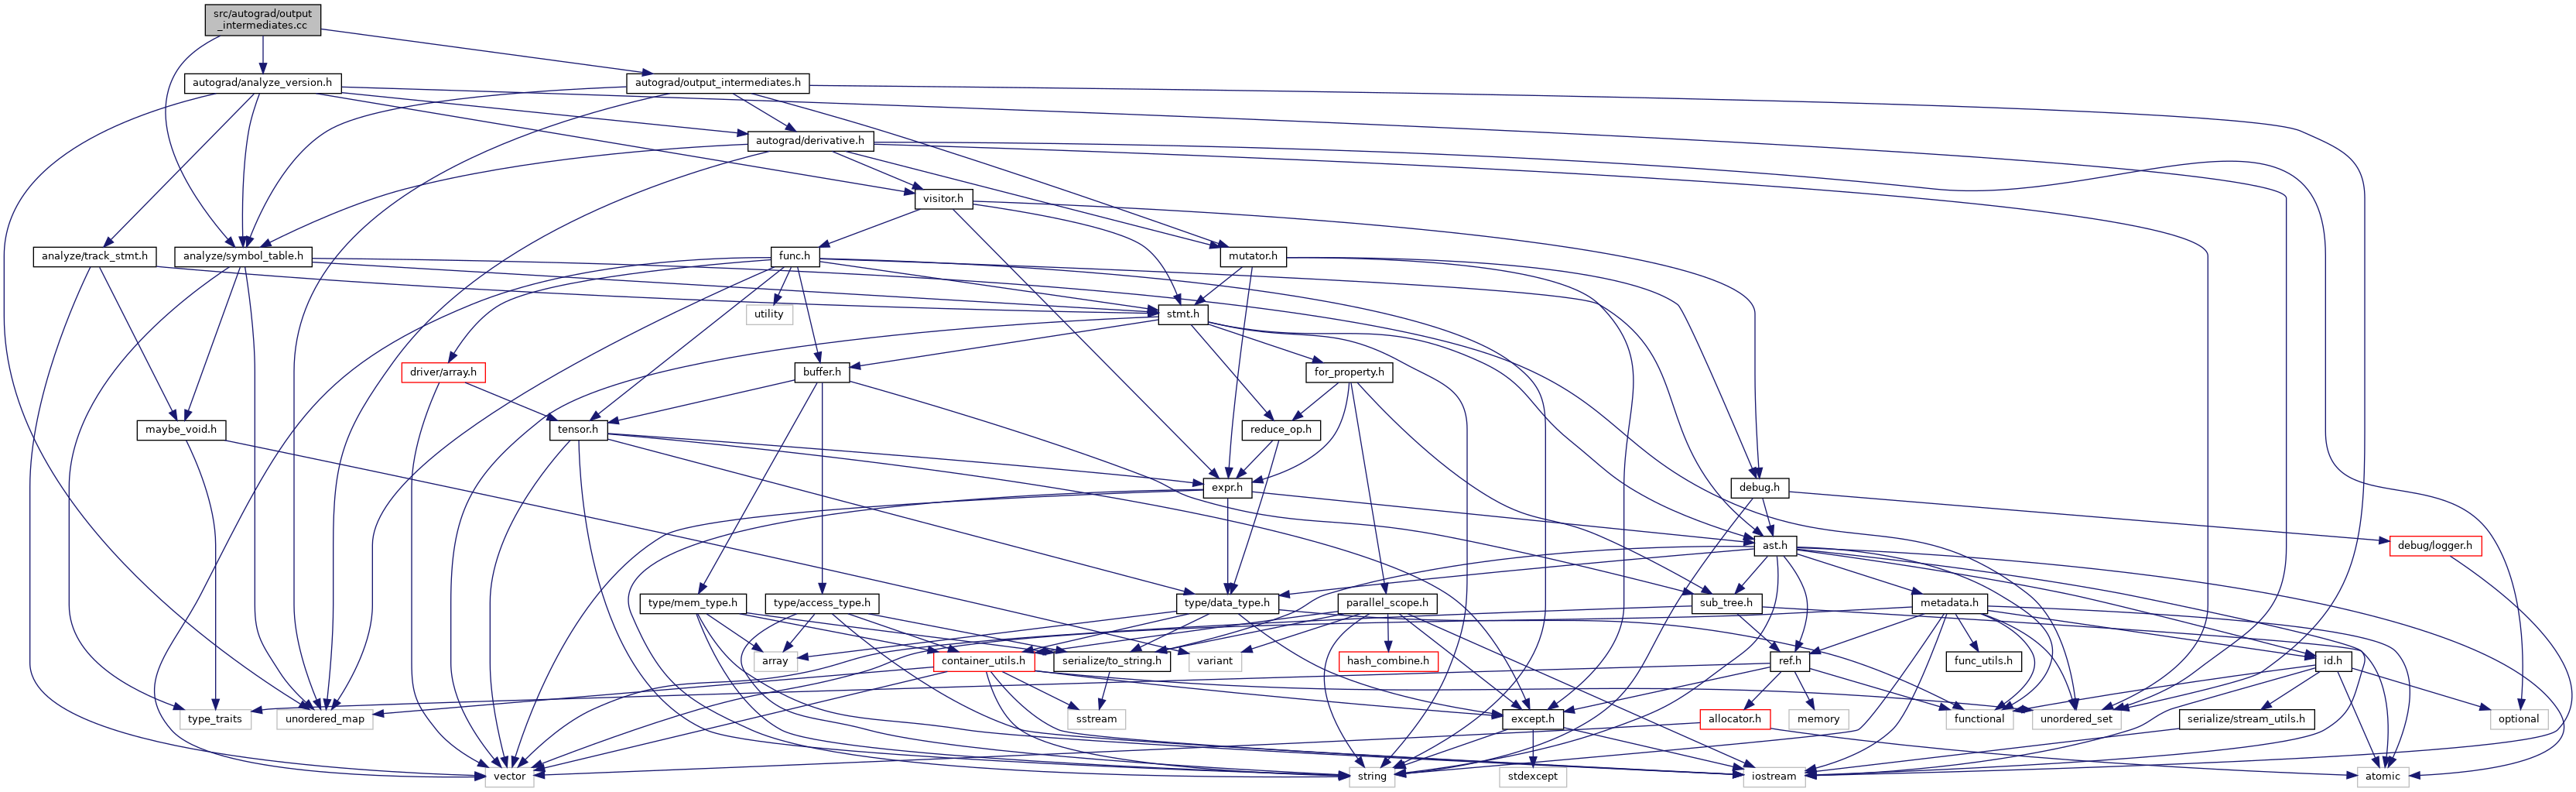 src/autograd/output
_intermediates.cc
autograd/analyze_version.h
autograd/output_intermediates.h
autograd/derivative.h
visitor.h
analyze/track_stmt.h
analyze/symbol_table.h
func.h
mutator.h
utility
stmt.h
driver/array.h
buffer.h
for_property.h
maybe_void.h
tensor.h
reduce_op.h
expr.h
debug.h
ast.h
debug/logger.h
type/mem_type.h
type/access_type.h
type/data_type.h
parallel_scope.h
sub_tree.h
metadata.h
array
container_utils.h
serialize/to_string.h
variant
hash_combine.h
ref.h
func_utils.h
id.h
type_traits
unordered_map
sstream
except.h
allocator.h
memory
functional
unordered_set
serialize/stream_utils.h
optional
vector
string
stdexcept
iostream
atomic